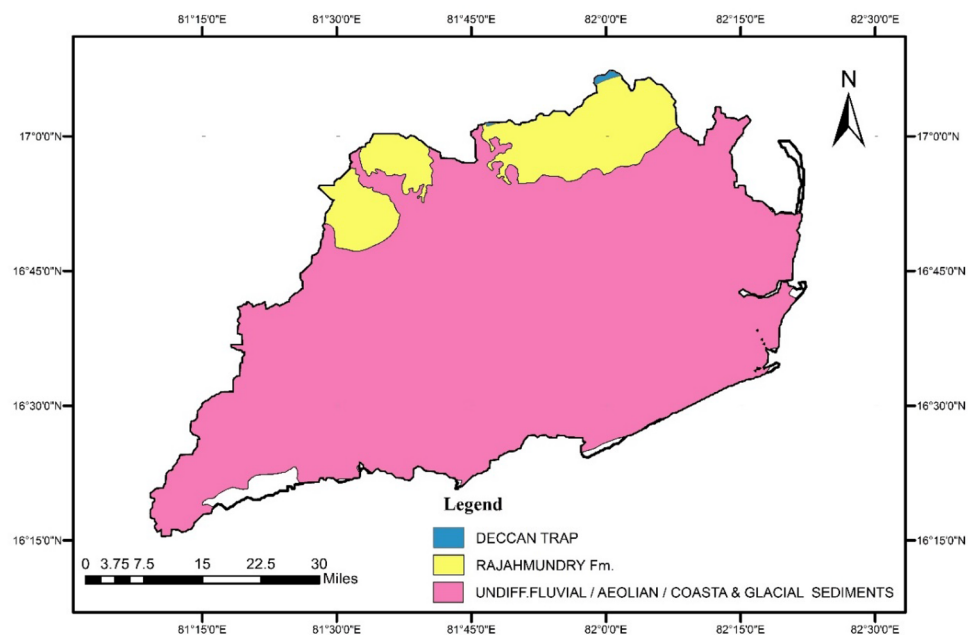 81°15'0"E 81°30'0"E 81°45'0"E 82°0'0"E 82°15'0"E 82°30'0"E
N
17°0'0"N 17°0'0"N
16°45'0"N 16°45'0"N
16°30'0"N 16°30'0"N
16°15'0"N 16°15'0"N
Legend
DECCAN TRAP
RAJAHMUNDRY Fm.
UNDIFF.FLUVIAL / AEOLIAN / COASTA & GLACIAL SEDIMENTS
0 3.75 7.5 15 22.5 30
Miles
81°15'0"E 81°30'0"E 81°45'0"E 82°0'0"E 82°15'0"E 82°30'0"E